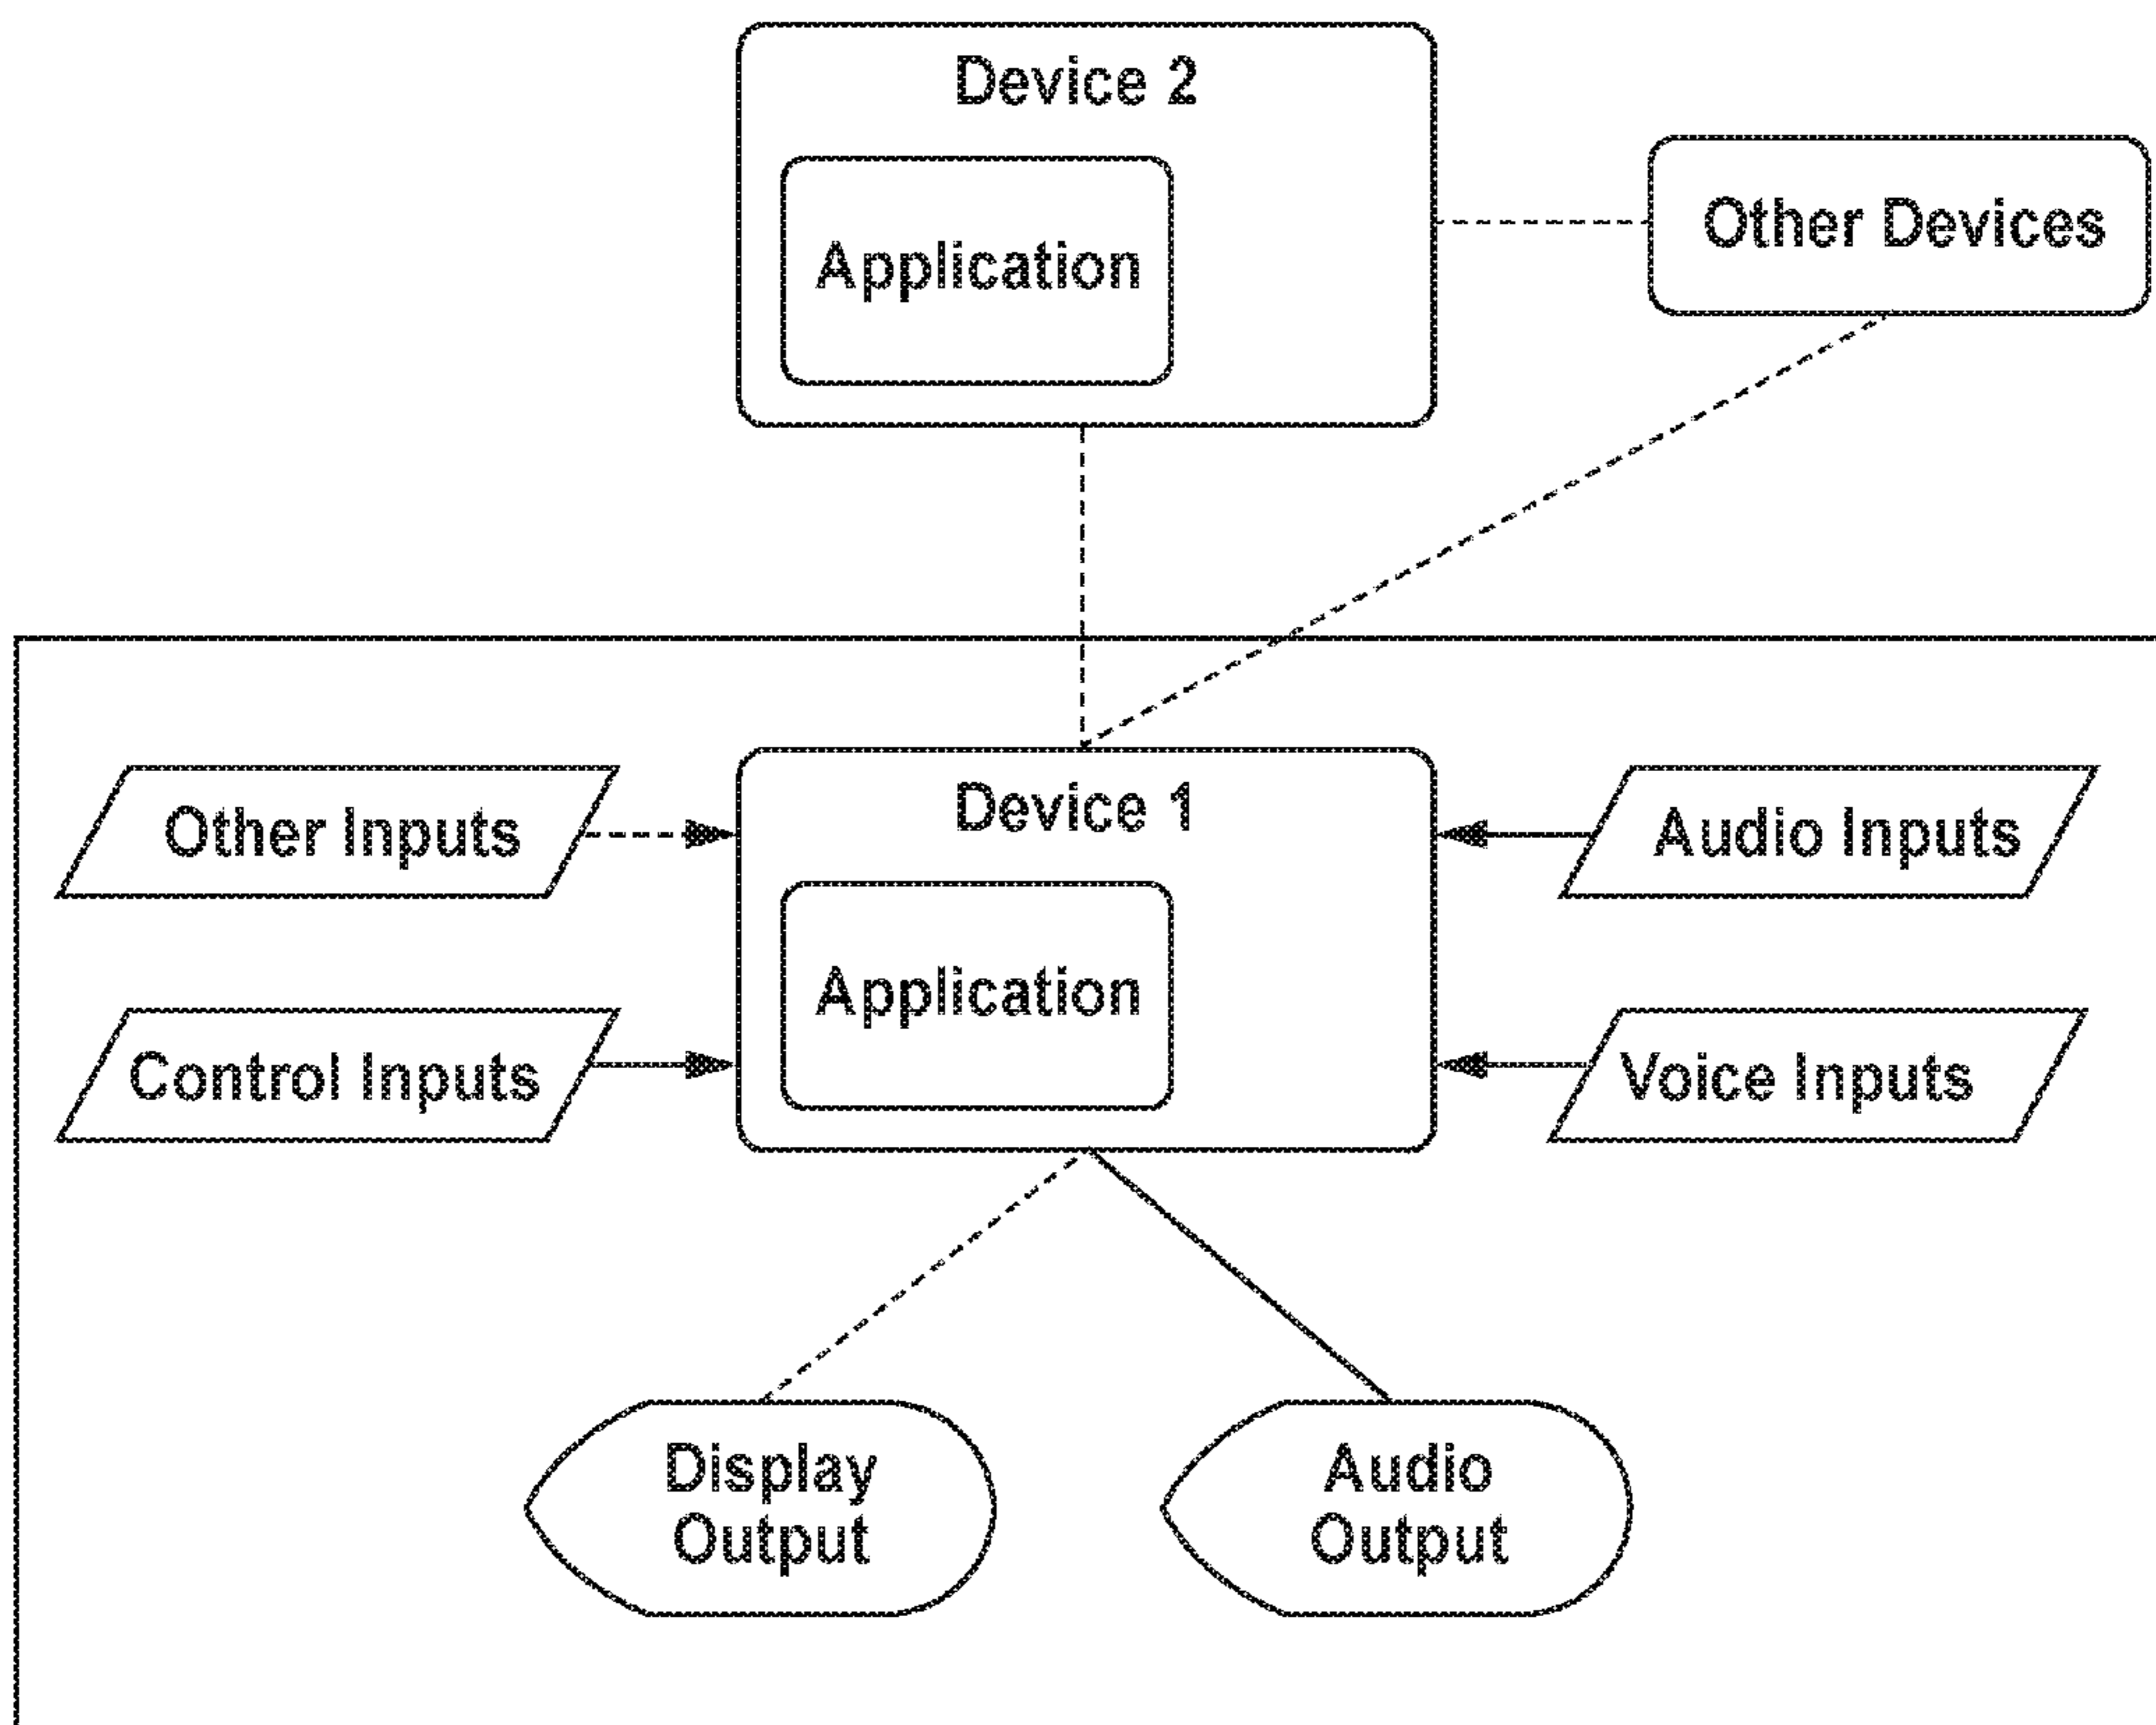 Device 2
Application
Other Devices
Other Inputs
Device 1
Audio Inputs
Application
Control Inputs
Voice Inputs
Display
Output
Audio
Output